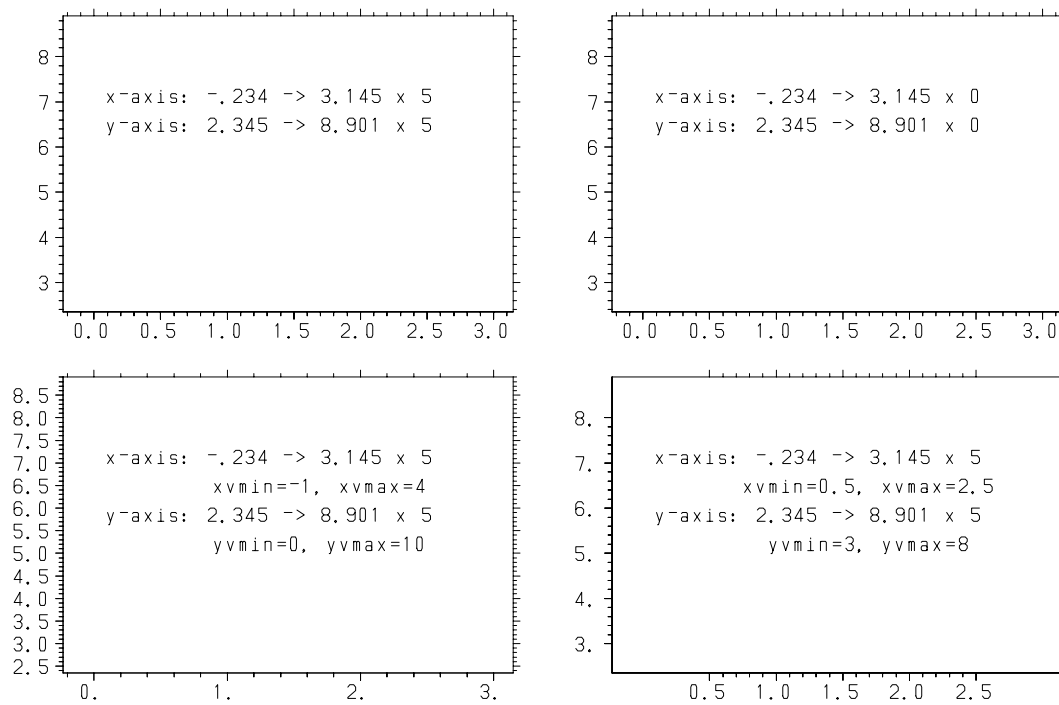 8
7
6
5
4
3
x-axis: -.234 -> 3.145 x 5
y-axis: 2.345 -> 8.901 x 5
0.0 0.5 1.0 1.5 2.0 2.5 3.0
8
7
6
5
4
3
x-axis: -.234 -> 3.145 x 0
y-axis: 2.345 -> 8.901 x 0
0.0 0.5 1.0 1.5 2.0 2.5 3.0
8.5
8.0
7.5
7.0
6.5
6.0
5.5
5.0
4.5
4.0
3.5
3.0
2.5
x-axis: -.234 -> 3.145 x 5
xvmin=-1, xvmax=4
y-axis: 2.345 -> 8.901 x 5
yvmin=0, yvmax=10
0. 1. 2. 3.
8.
7.
6.
5.
4.
3.
x-axis: -.234 -> 3.145 x 5
xvmin=0.5, xvmax=2.5
y-axis: 2.345 -> 8.901 x 5
yvmin=3, yvmax=8
0.5 1.0 1.5 2.0 2.5